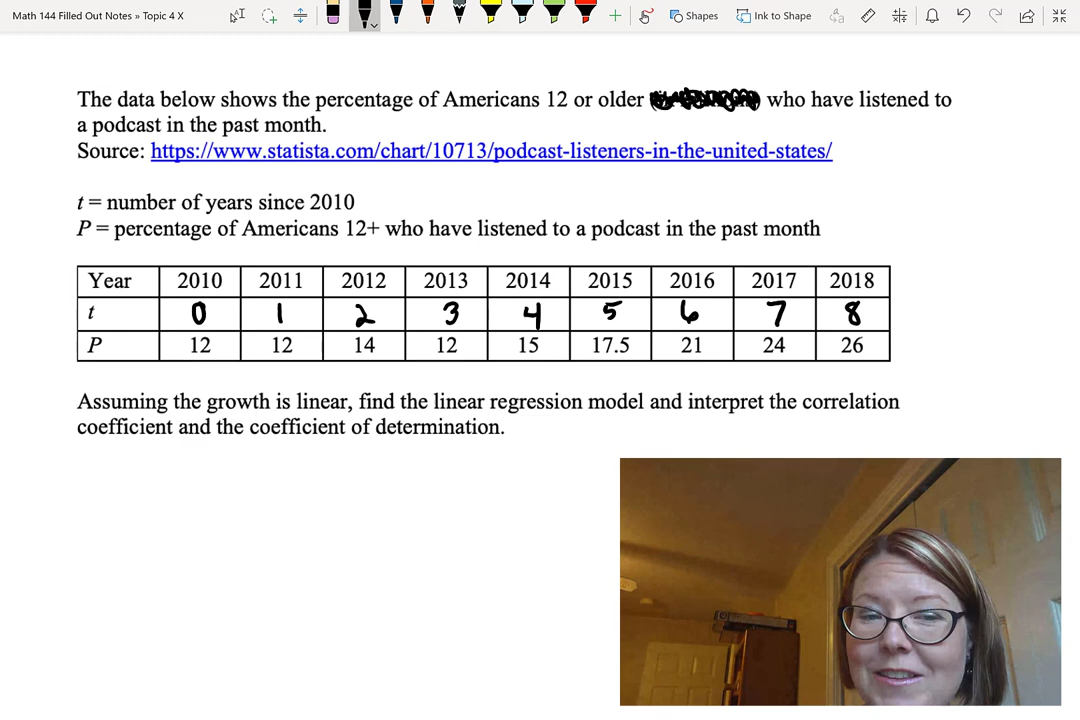 Math 144 Filled Out Notes » Topic 4 X
Shapes
Ink to Shape
The data below shows the percentage of Americans 12 or older who have listened to
a podcast in the past month.
Source: https://www.statista.com/chart/10713/podcast-listeners-in-the-united-states/
t = number of years since 2010
P = percentage of Americans 12+ who have listened to a podcast in the past month
Year 2010 2011 2012 2013 2014 2015 2016 2017 2018
t 0 1 2 3 4 5 6 7 8
P 12 12 14 12 15 17.5 21 24 26
Assuming the growth is linear, find the linear regression model and interpret the correlation
coefficient and the coefficient of determination.